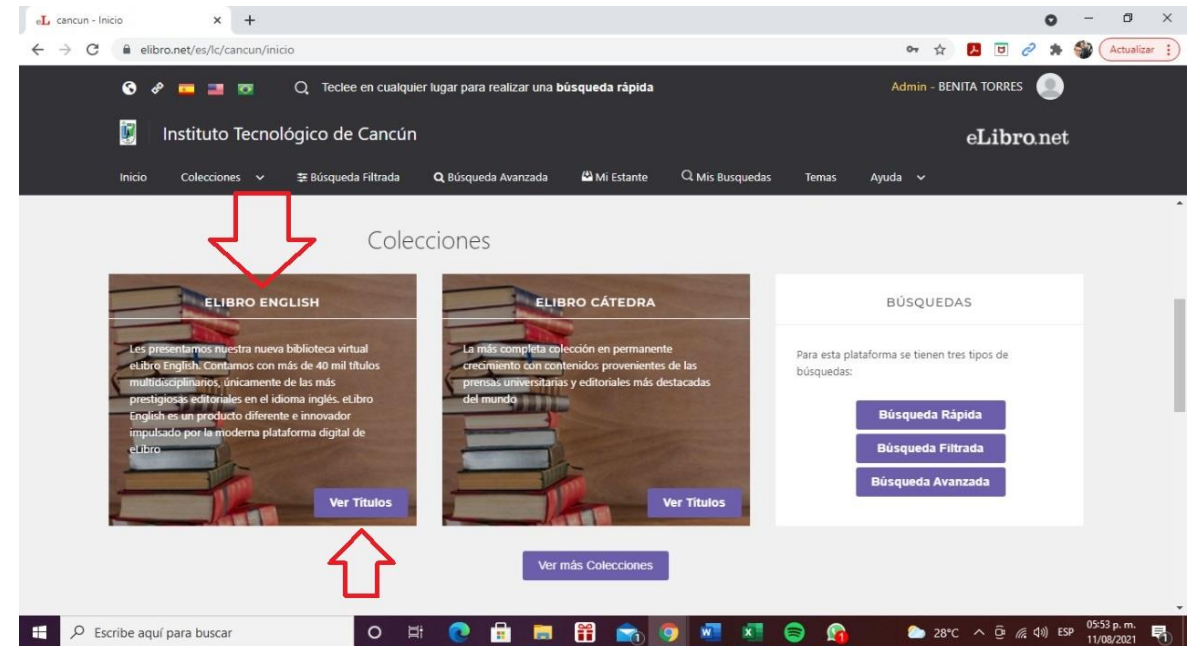 eL cancun - Inicio
elibro.net/es/lc/cancun/inicio
Actualizar
Teclee en cualquier lugar para realizar una búsqueda rápida
Admin - BENITA TORRES
Instituto Tecnológico de Cancún
eLibro.net
Inicio Colecciones Búsqueda Filtrada Búsqueda Avanzada Mi Estante Mis Busquedas Temas Ayuda
Colecciones
ELIBRO ENGLISH
Les presentamos nuestra nueva biblioteca virtual
eLibro English. Contamos con más de 40 mil títulos
multidisciplinarios, únicamente de las más
prestigiosas editoriales en el idioma inglés. eLibro
English es un producto diferente e innovador
impulsado por la moderna plataforma digital de
eLibro
Ver Títulos
ELIBRO CÁTEDRA
La más completa colección en permanente
crecimiento con contenidos provenientes de las
prensas universitarias y editoriales más destacadas
del mundo
Ver Títulos
BÚSQUEDAS
Para esta plataforma se tienen tres tipos de
búsquedas:
Búsqueda Rápida
Búsqueda Filtrada
Búsqueda Avanzada
Ver más Colecciones
Escribe aquí para buscar
28°C
ESP
05:53 p. m.
11/08/2021